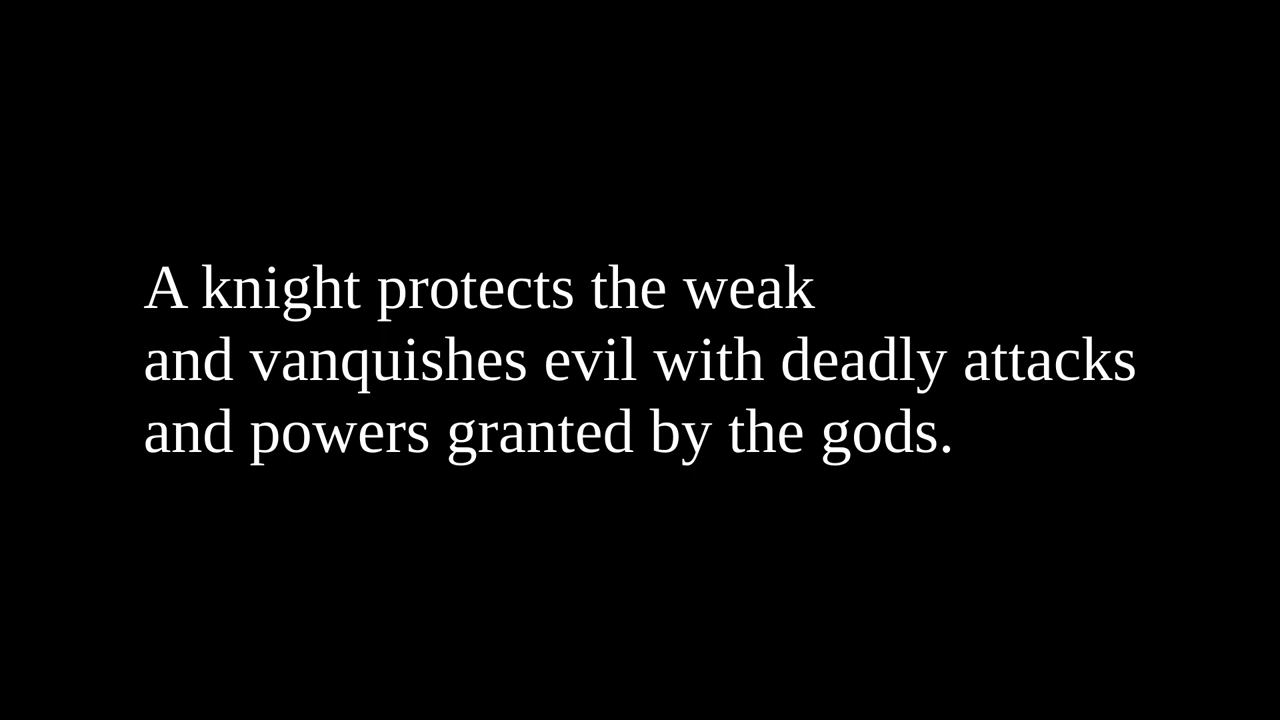 A knight protects the weak
and vanquishes evil with deadly attacks
and powers granted by the gods.